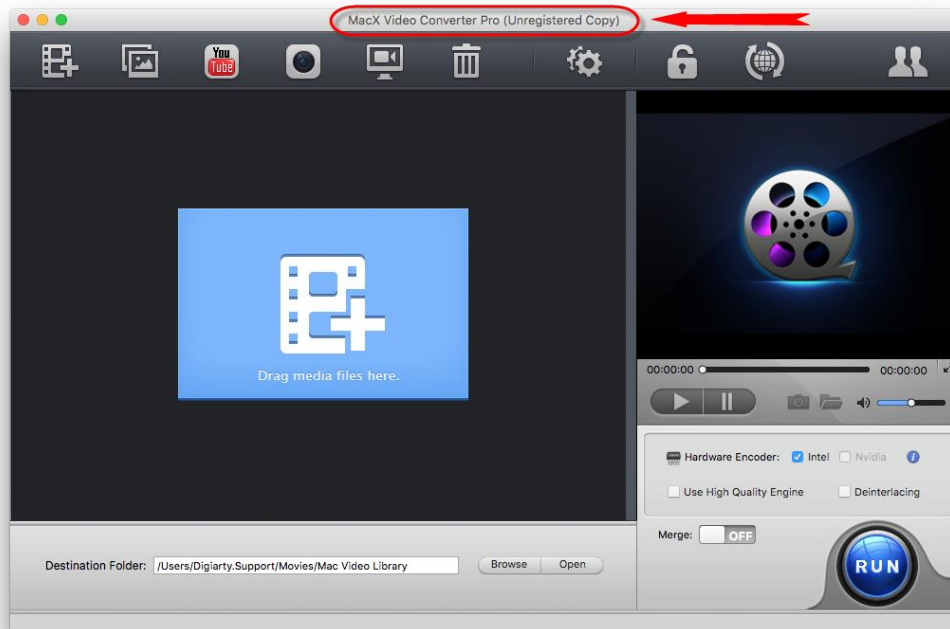 MacX Video Converter Pro (Unregistered Copy)
You
Tube
Drag media files here.
00:00:00
00:00:00
Hardware Encoder:
Intel
Nvidia
i
Use High Quality Engine
Deinterlacing
Merge:
OFF
Destination Folder:
/Users/Digiarty.Support/Movies/Mac Video Library
Browse
Open
RUN